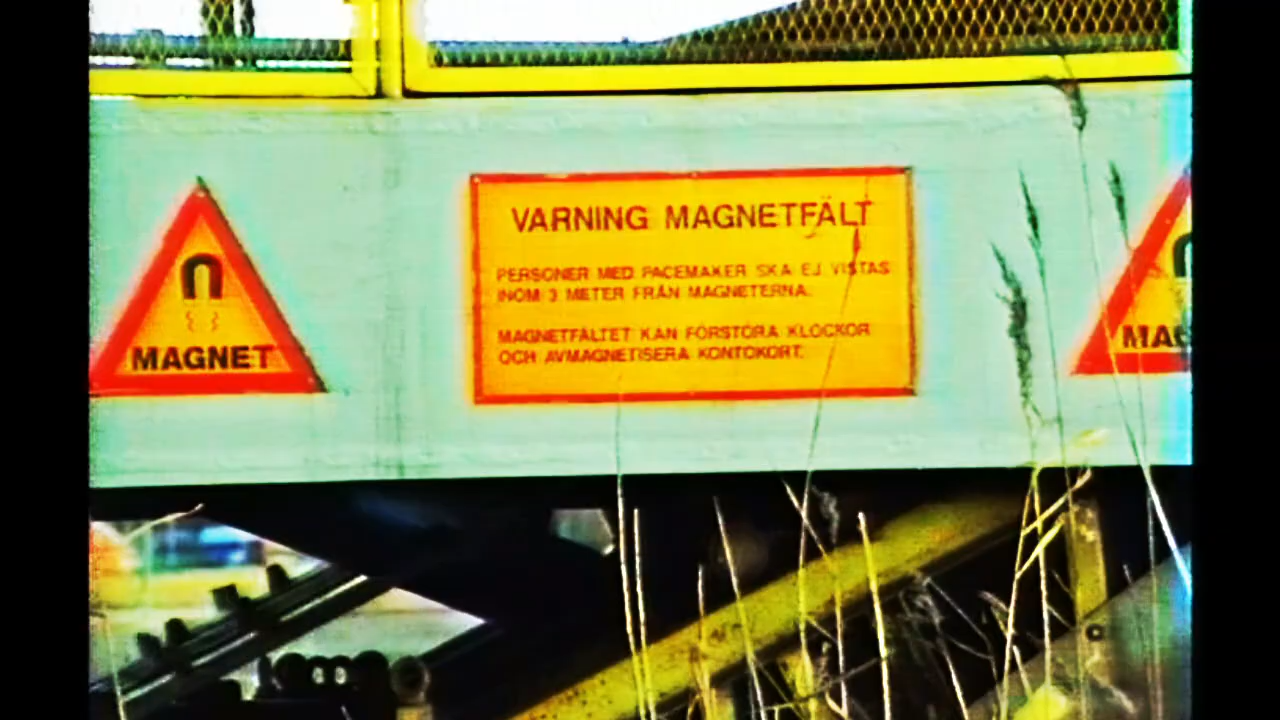 MAGNET
VARNING MAGNETFÄLT
PERSONER MED PACEMAKER SKA EJ VISTAS
INOM 3 METER FRÅN MAGNETERNA.
MAGNETFÄLTET KAN FÖRSTÖRA KLOCKOR
OCH AVMAGNETISERA KONTOKORT.
MAG